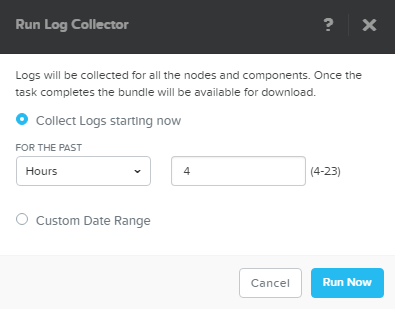 Run Log Collector
?
Logs will be collected for all the nodes and components. Once the
task completes the bundle will be available for download.
Collect Logs starting now
FOR THE PAST
Hours 4 (4-23)
Custom Date Range
Cancel Run Now